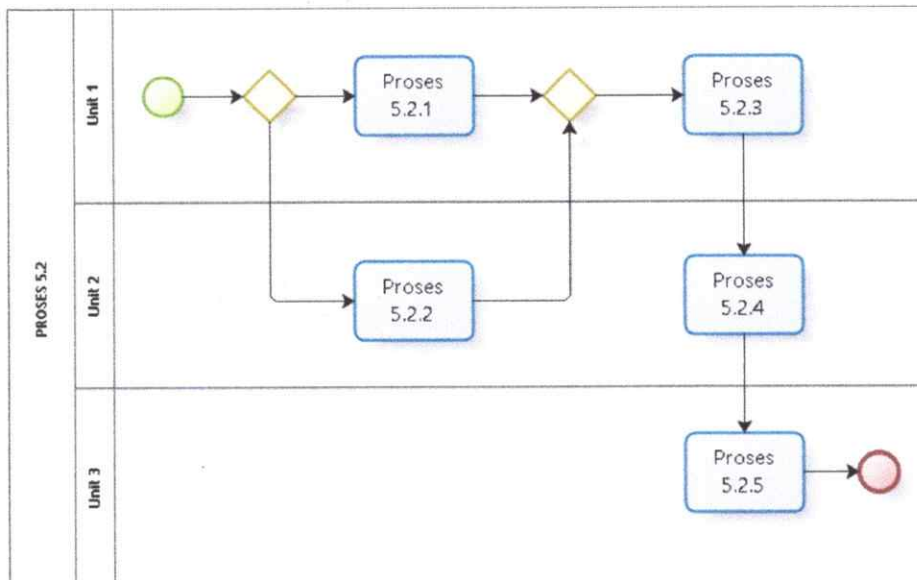 PROSES 5.2
Unit 1
Proses
5.2.1
Proses
5.2.3
Unit 2
Proses
5.2.2
Proses
5.2.4
Unit 3
Proses
5.2.5